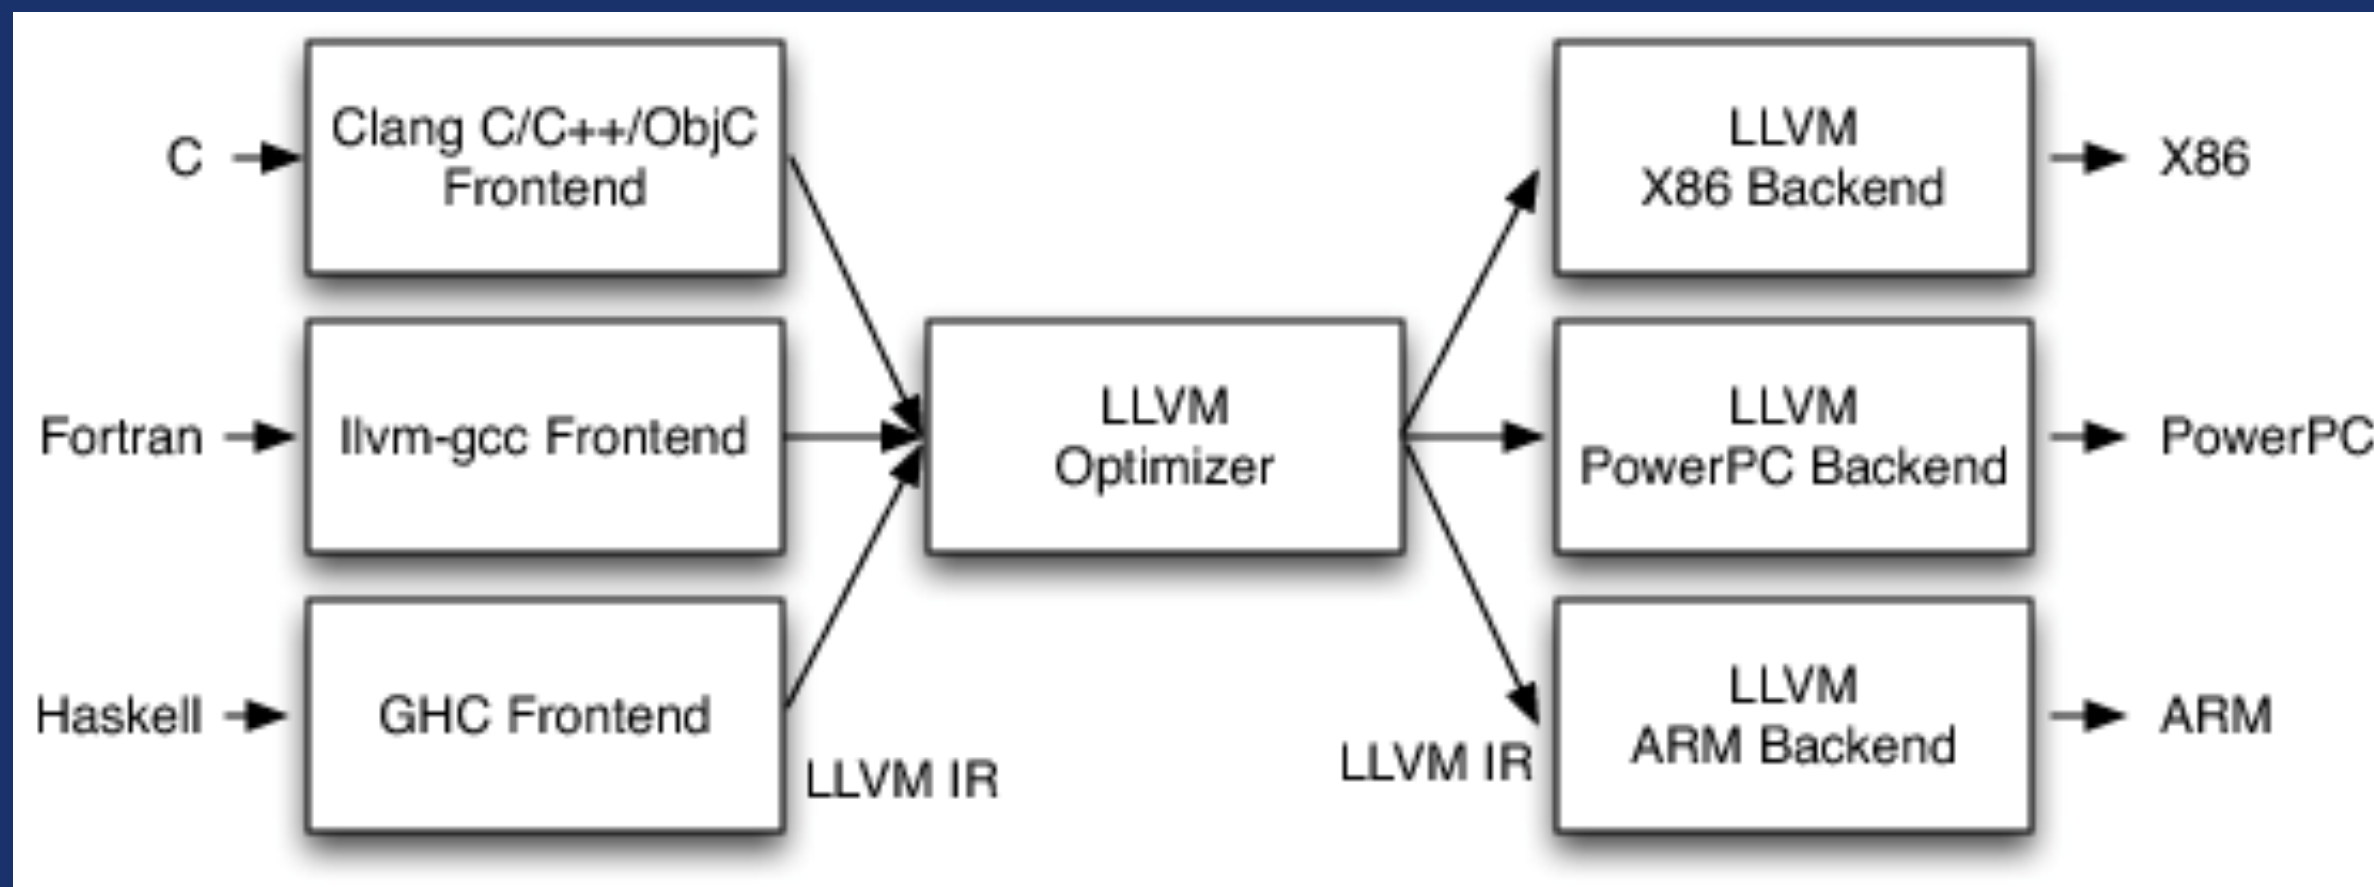 C
Clang C/C++/ObjC
Frontend
LLVM
X86 Backend
X86
Fortran
llvm-gcc Frontend
LLVM
Optimizer
LLVM
PowerPC Backend
PowerPC
Haskell
GHC Frontend
LLVM IR
LLVM IR
LLVM
ARM Backend
ARM